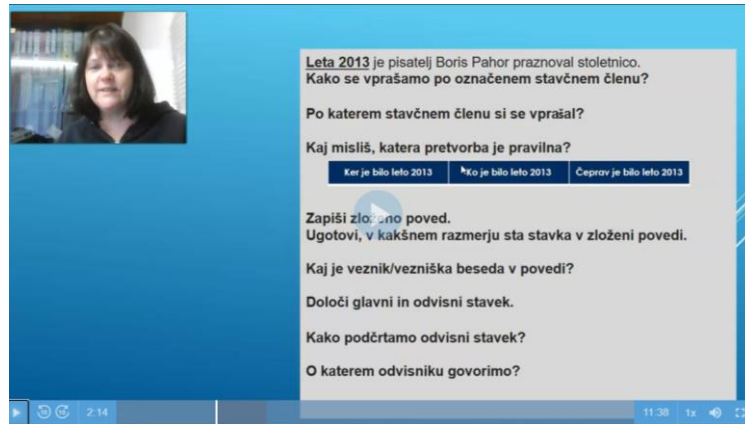 Leta 2013 je pisatelj Boris Pahor praznoval stoletnico.
Kako se vprašamo po označenem stavčnem členu?
Po katerem stavčnem členu si se vprašal?
Kaj misliš, katera pretvorba je pravilna?
Ker je bilo leto 2013 Ko je bilo leto 2013 Čeprav je bilo leto 2013
Zapiši zloženo poved.
Ugotovi, v kakšnem razmerju sta stavka v zloženi povedi.
Kaj je veznik/vezniška beseda v povedi?
Določi glavni in odvisni stavek.
Kako podčrtamo odvisni stavek?
O katerem odvisniku govorimo?
10 10 2:14 11:38 1x